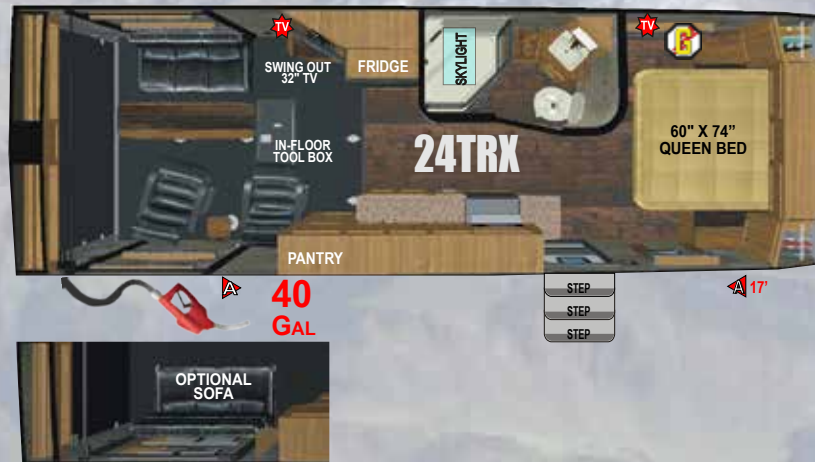 TV
TV
SKYLIGHT
SWING OUT
32" TV
FRIDGE
IN-FLOOR
TOOL BOX
24TRX
60" X 74”
QUEEN BED
PANTRY
A
40
GAL
STEP
STEP
STEP
A 17'
OPTIONAL
SOFA